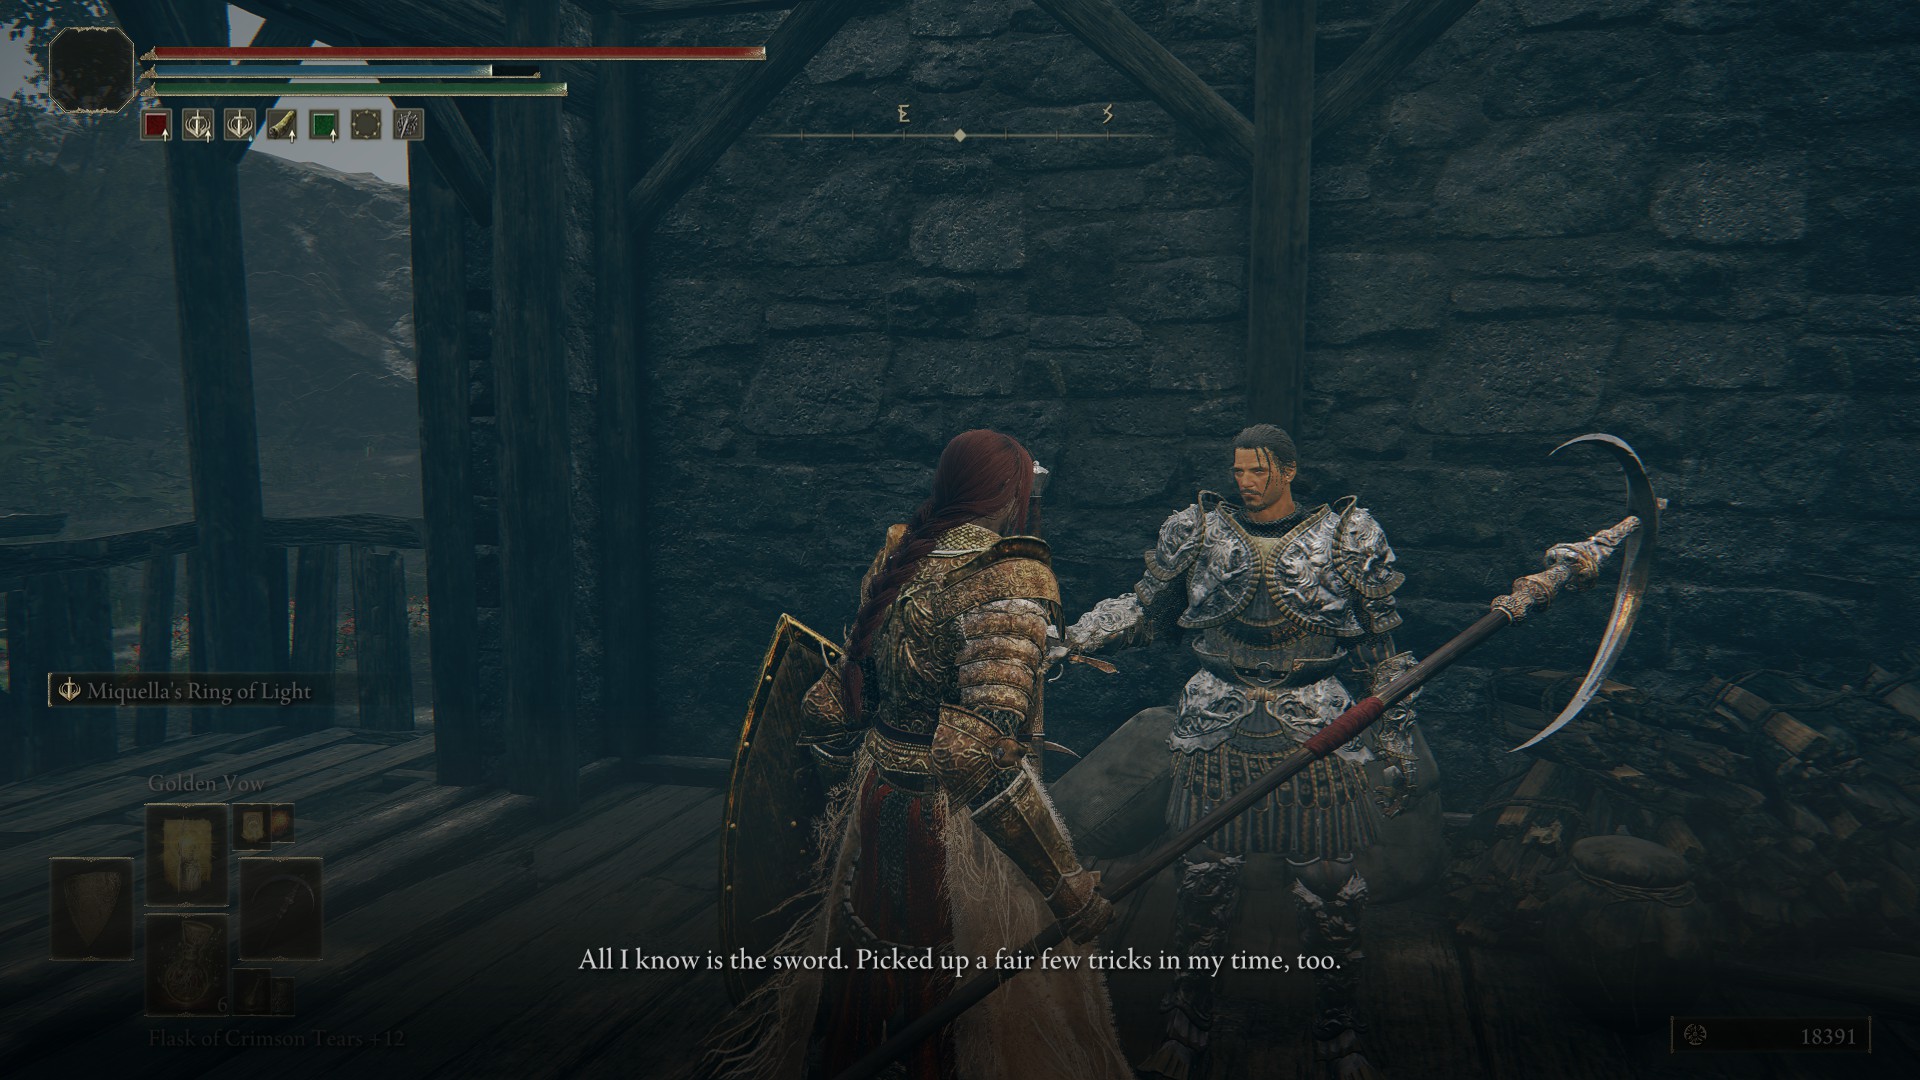 E S
Miquella's Ring of Light
Golden Vow
6
Flask of Crimson Tears +12
All I know is the sword. Picked up a fair few tricks in my time, too.
18391